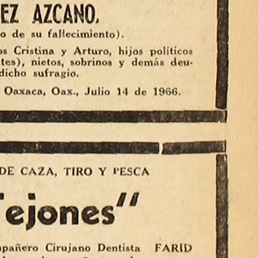 EZ AZCANO.
o de su fallecimiento).
os Cristina y Arturo, hijos políticos
tes), nietos, sobrinos y demás deu-
dicho sufragio.
Oaxaca, Oax., Julio 14 de 1966.
DE CAZA, TIRO Y PESCA
ejones"
pañero Cirujano Dentista FARID